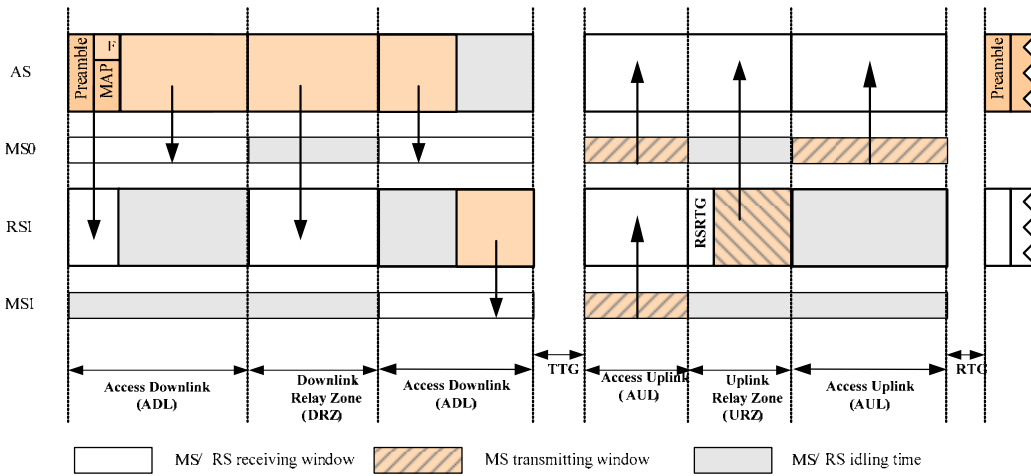 AS
Preamble
MAP
Preamble
MS0
RS1
RSRTG
MS1
TTG
RTG
Access Downlink
(ADL)
Downlink
Relay Zone
(DRZ)
Access Downlink
(ADL)
Access Uplink
(AUL)
Uplink
Relay Zone
(URZ)
Access Uplink
(AUL)
MS/ RS receiving window
MS transmitting window
MS/ RS idling time